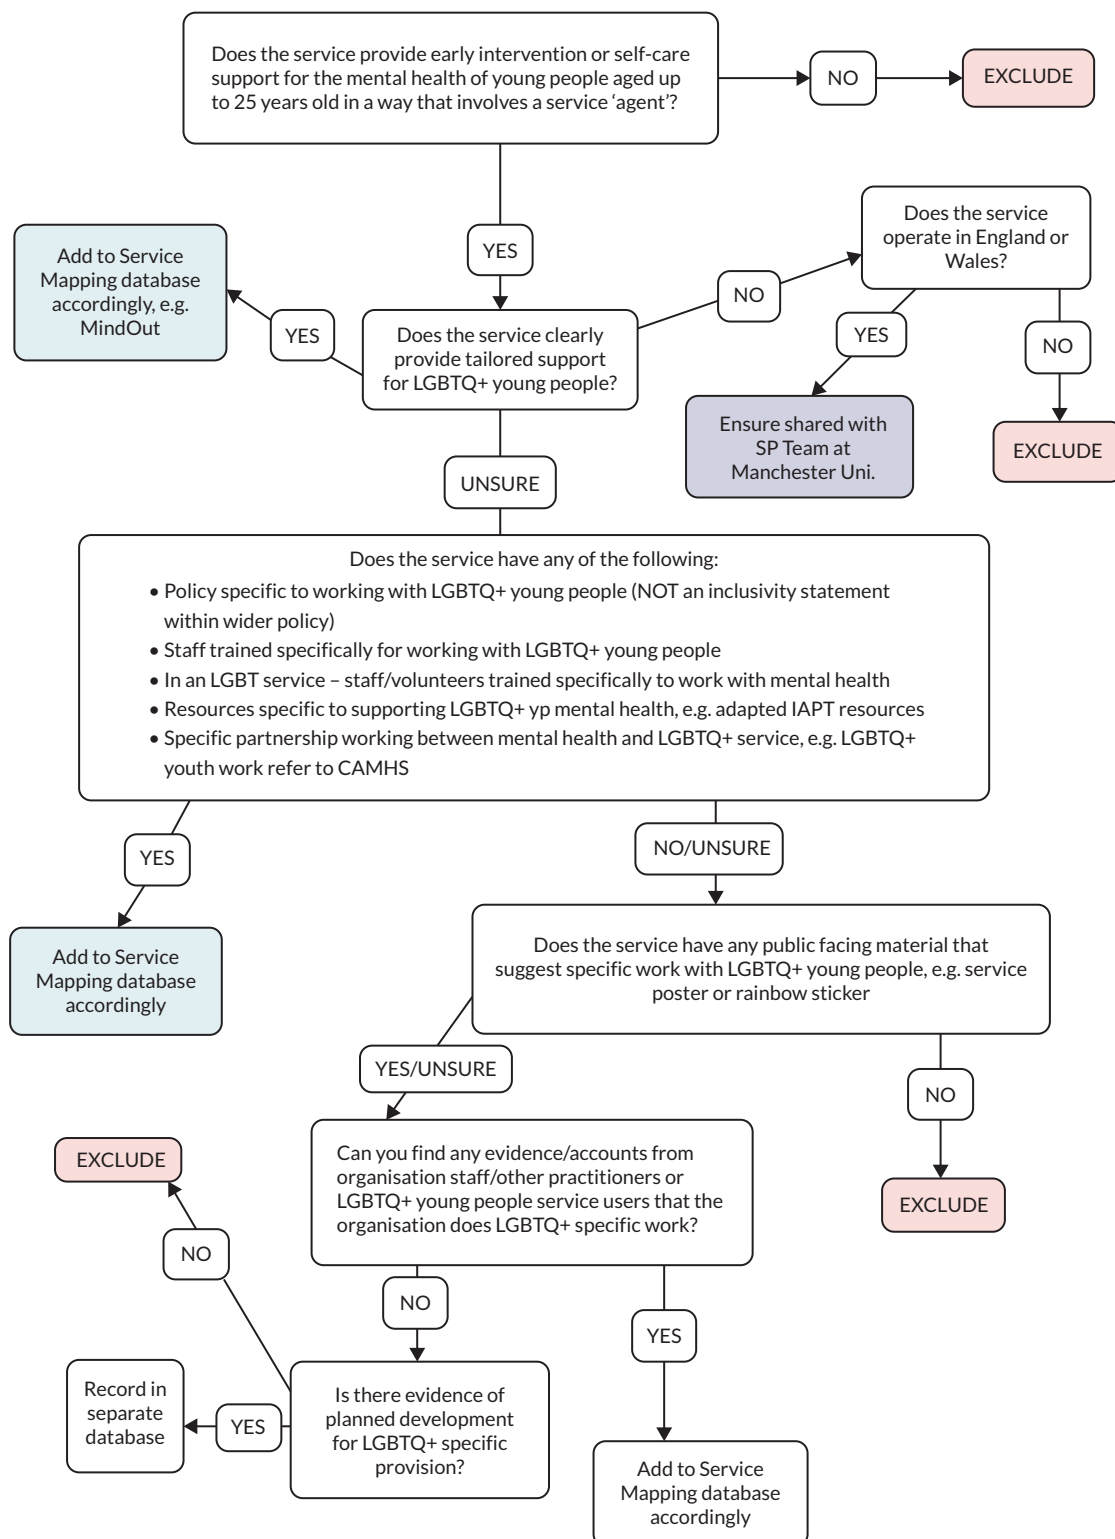 Does the service provide early intervention or self-care
support for the mental health of young people aged up
to 25 years old in a way that involves a service ‘agent’?
NO
EXCLUDE
YES
Does the service
operate in England or
Wales?
Add to Service
Mapping database
accordingly, e.g.
MindOut
YES
Does the service clearly
provide tailored support
for LGBTQ+ young people?
NO
YES
NO
Ensure shared with
SP Team at
Manchester Uni.
EXCLUDE
UNSURE
Does the service have any of the following:
• Policy specific to working with LGBTQ+ young people (NOT an inclusivity statement
within wider policy)
• Staff trained specifically for working with LGBTQ+ young people
• In an LGBT service – staff/volunteers trained specifically to work with mental health
• Resources specific to supporting LGBTQ+ yp mental health, e.g. adapted IAPT resources
• Specific partnership working between mental health and LGBTQ+ service, e.g. LGBTQ+
youth work refer to CAMHS
YES
NO/UNSURE
Add to Service
Mapping database
accordingly
Does the service have any public facing material that
suggest specific work with LGBTQ+ young people, e.g. service
poster or rainbow sticker
YES/UNSURE
NO
EXCLUDE
Can you find any evidence/accounts from
organisation staff/other practitioners or
LGBTQ+ young people service users that the
organisation does LGBTQ+ specific work?
EXCLUDE
NO
NO
YES
Record in
separate
database
YES
Is there evidence of
planned development
for LGBTQ+ specific
provision?
Add to Service
Mapping database
accordingly